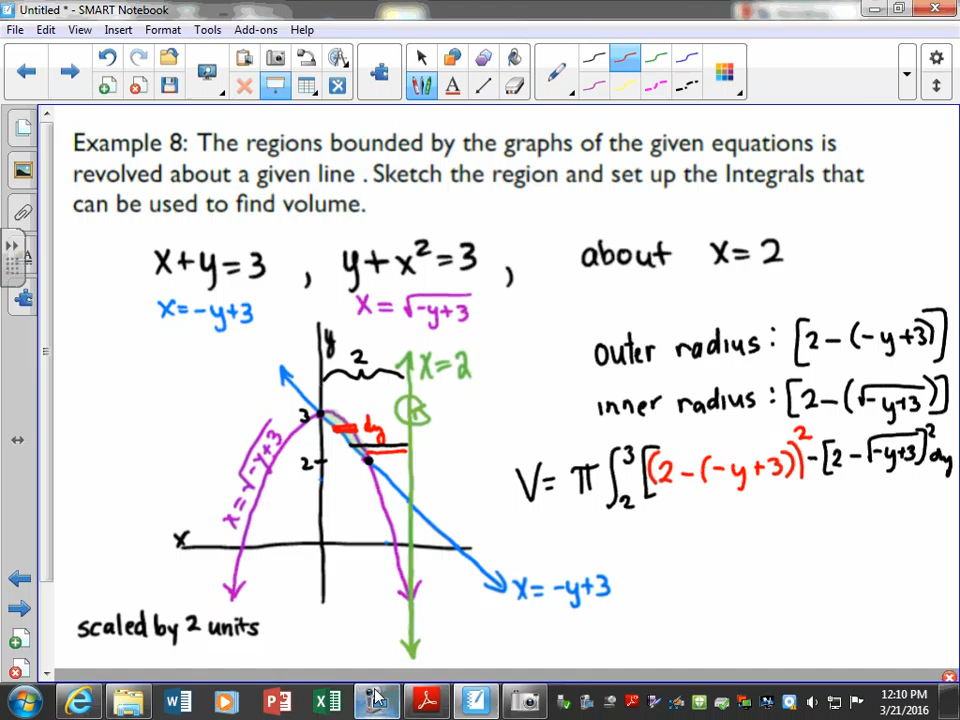 Untitled * - SMART Notebook
File Edit View Insert Format Tools Add-ons Help
Example 8: The regions bounded by the graphs of the given equations is
revolved about a given line . Sketch the region and set up the Integrals that
can be used to find volume.
x+y=3 , y+x²=3 , about x=2
x=-y+3 x=√-y+3
outer radius: [2-(-y+3)]
inner radius: [2-(√-y+3)]
V= π∫₂³[(2-(-y+3))²-[2-√-y+3]²dy
y
2
x=2
3
dy
2
x=√-y+3
x
x=-y+3
scaled by 2 units
12:10 PM
3/21/2016